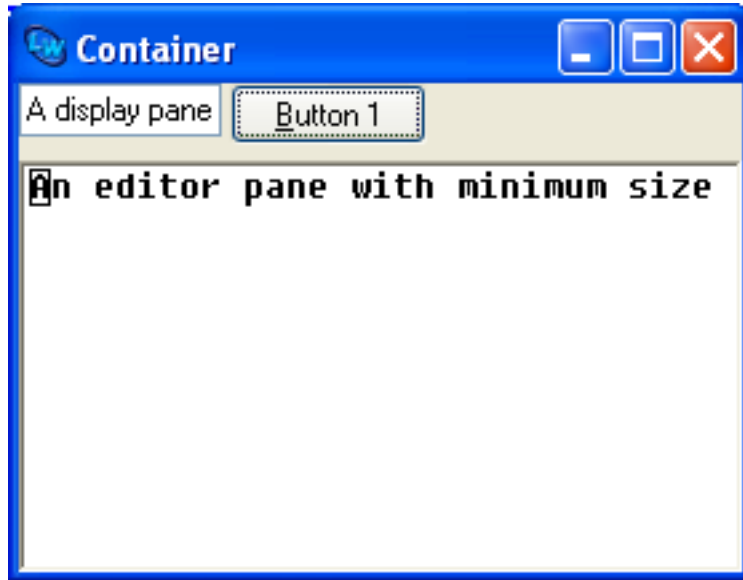 Container
A display pane Button 1
An editor pane with minimum size